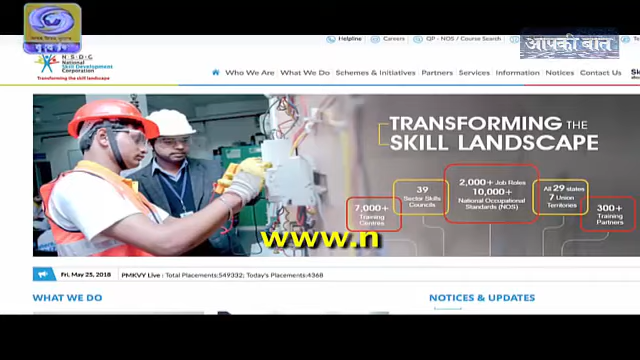 आपकी बात
Helpline Careers QP - NOS / Course Search
N·S·D·C
National
Skill Development
Corporation
Transforming the skill landscape
Who We Are What We Do Schemes & Initiatives Partners Services Information Notices Contact Us
TRANSFORMING THE
SKILL LANDSCAPE
7,000+
Training
Centres
39
Sector Skills
Councils
2,000+ Job Roles
10,000+
National Occupational
Standards (NOS)
All 29 states
7 Union
Territories
300+
Training
Partners
www.n
Fri, May 25, 2018 PMKVY Live : Total Placements:549332; Today's Placements:4368
WHAT WE DO NOTICES & UPDATES